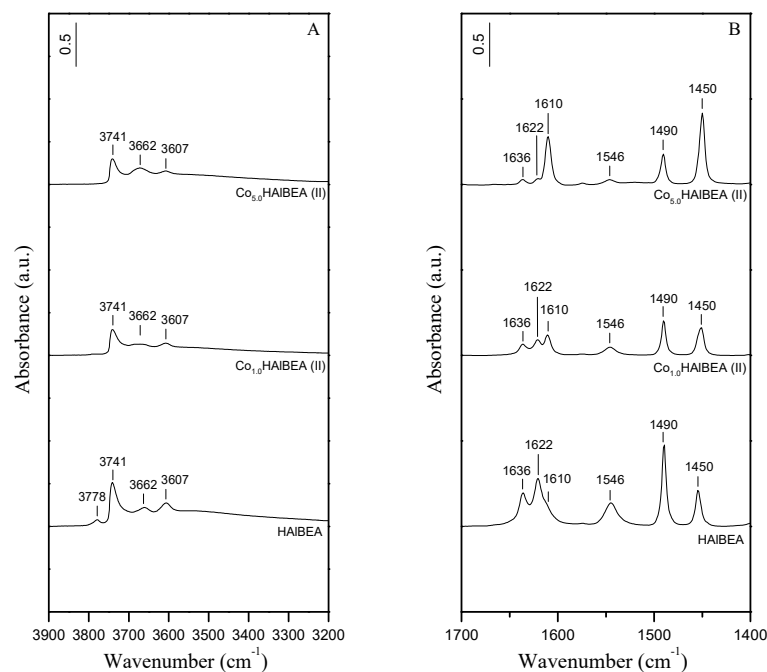 A
0.5
3741
3662
3607
Co5.0HAlBEA (II)
3741
3662
3607
Co1.0HAlBEA (II)
3741
3778
3662
3607
HAlBEA
3900 3800 3700 3600 3500 3400 3300 3200
Wavenumber (cm-1)
Absorbance (a.u.)
B
0.5
1450
1610
1622
1490
1636
1546
Co5.0HAlBEA (II)
1622
1490
1450
1610
1636
1546
Co1.0HAlBEA (II)
1490
1622
1636
1610
1546
1450
HAlBEA
1700 1600 1500 1400
Wavenumber (cm-1)
Absorbance (a.u.)